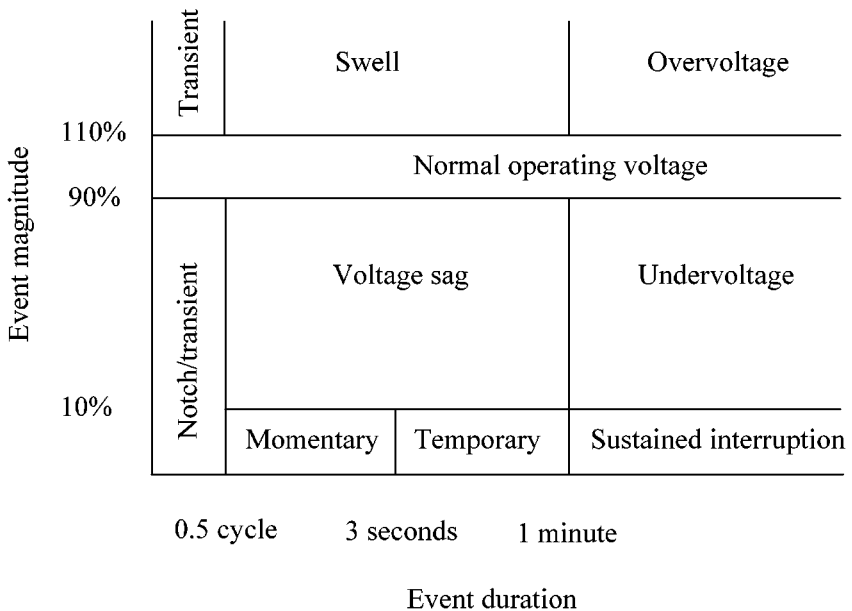 Transient
Swell
Overvoltage
110%
Normal operating voltage
90%
Event magnitude
Notch/transient
Voltage sag
Undervoltage
10%
Momentary
Temporary
Sustained interruption
0.5 cycle
3 seconds
1 minute
Event duration